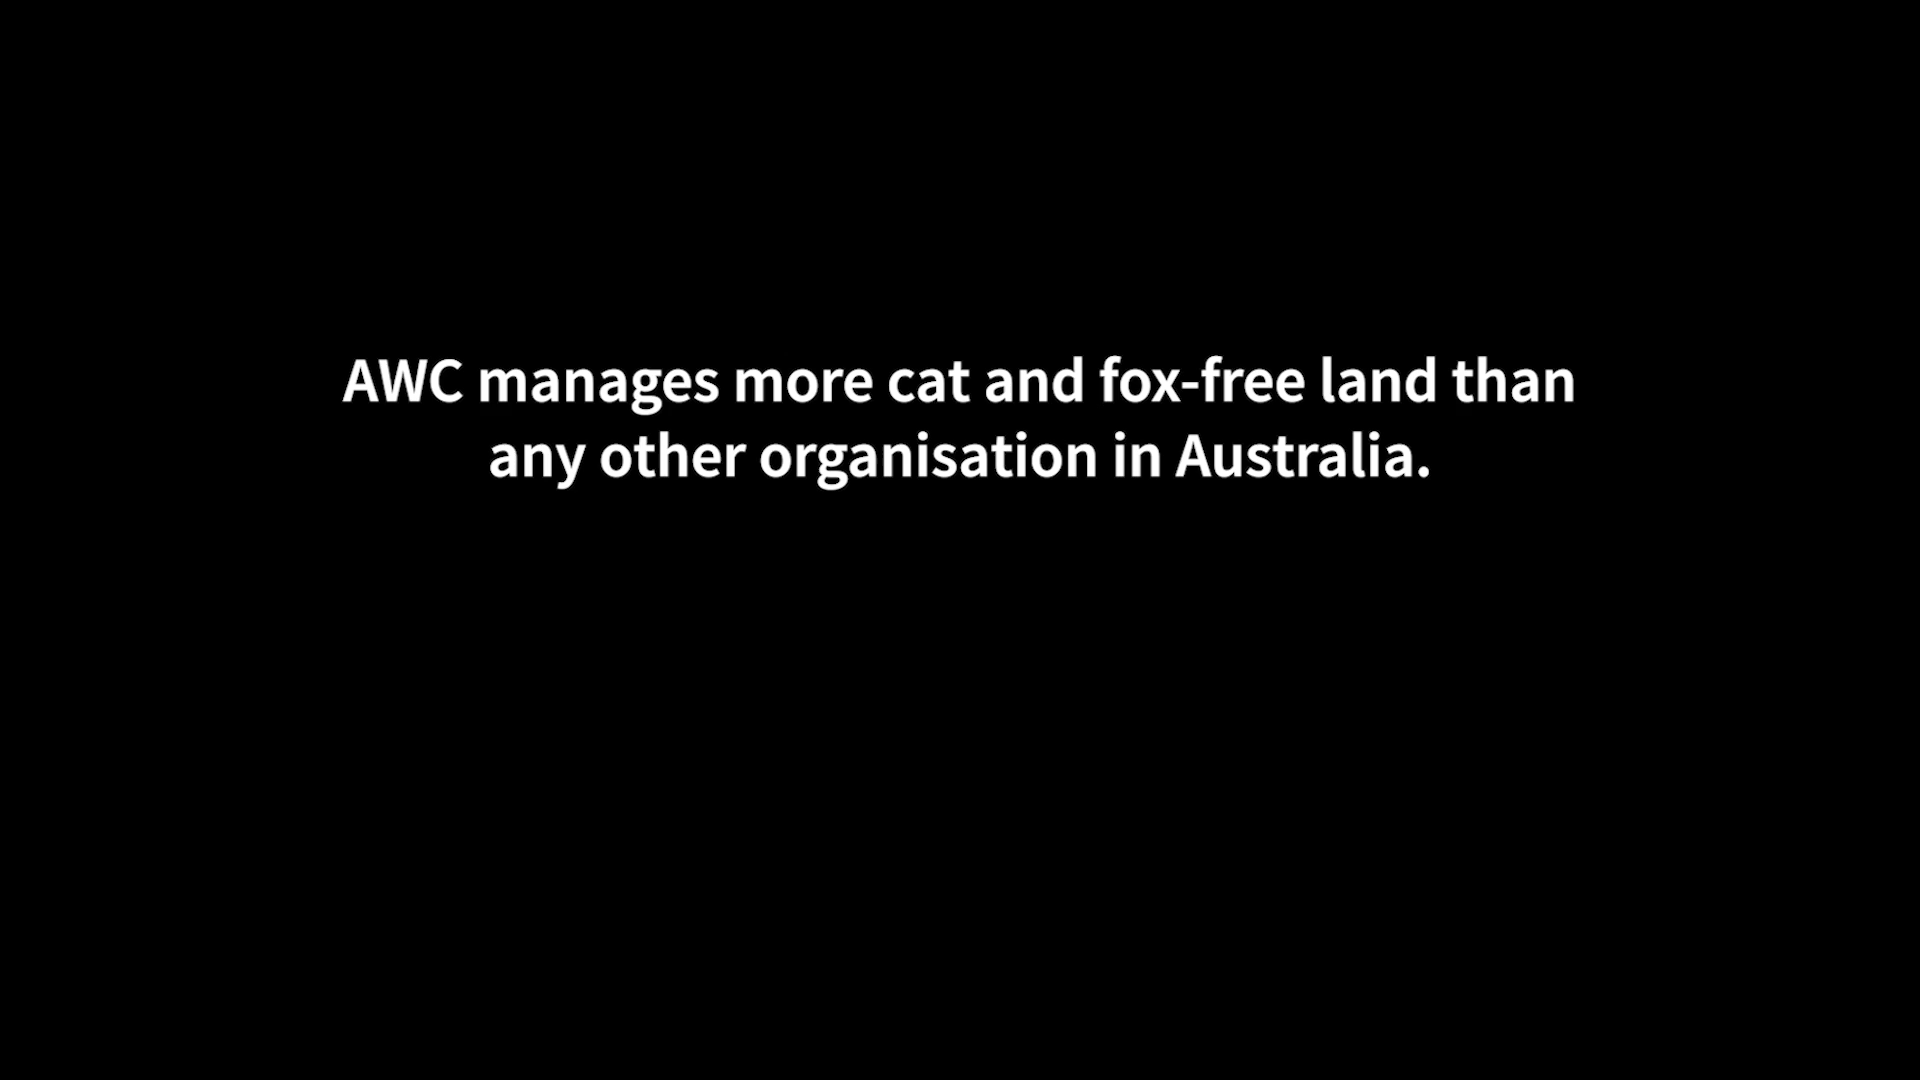 AWC manages more cat and fox-free land than
any other organisation in Australia.